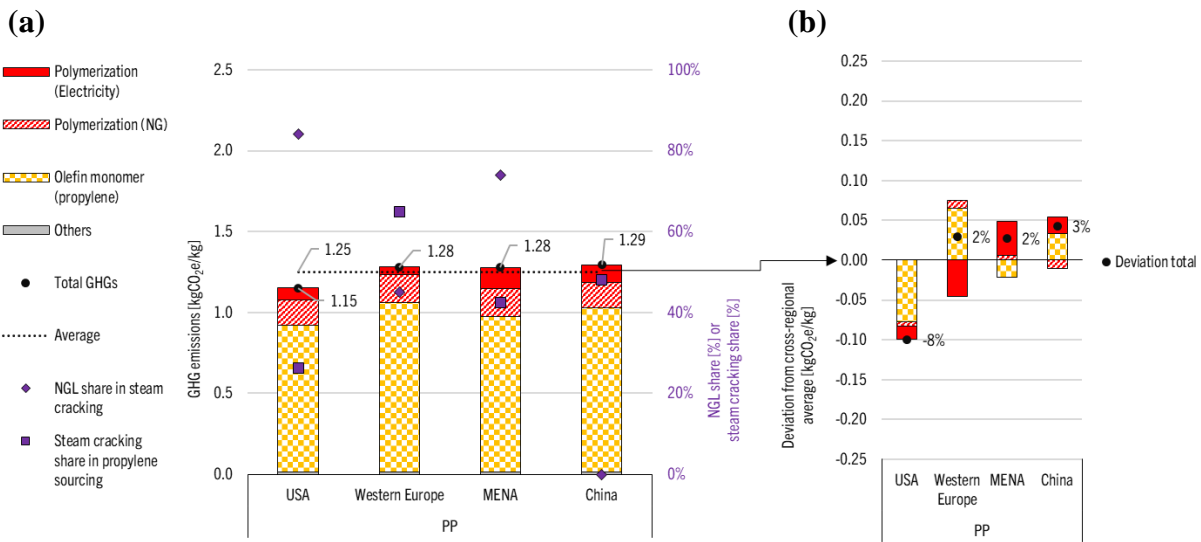 (a)
Polymerization
(Electricity)
Polymerization (NG)
Olefin monomer
(propylene)
Others
Total GHGs
Average
NGL share in steam
cracking
Steam cracking
share in propylene
sourcing
GHG emissions [kgCO2e/kg]
2.5
2.0
1.5
1.0
0.5
0.0
1.25
1.15
1.28
1.28
1.29
100%
80%
60%
40%
20%
0%
NGL share [%] or
steam cracking share [%]
USA
Western Europe
MENA
China
PP
(b)
Deviation from cross-regional
average [kgCO2e/kg]
0.25
0.20
0.15
0.10
0.05
0.00
-0.05
-0.10
-0.15
-0.20
-0.25
-8%
2%
2%
3%
Deviation total
USA
Western
Europe
MENA
China
PP